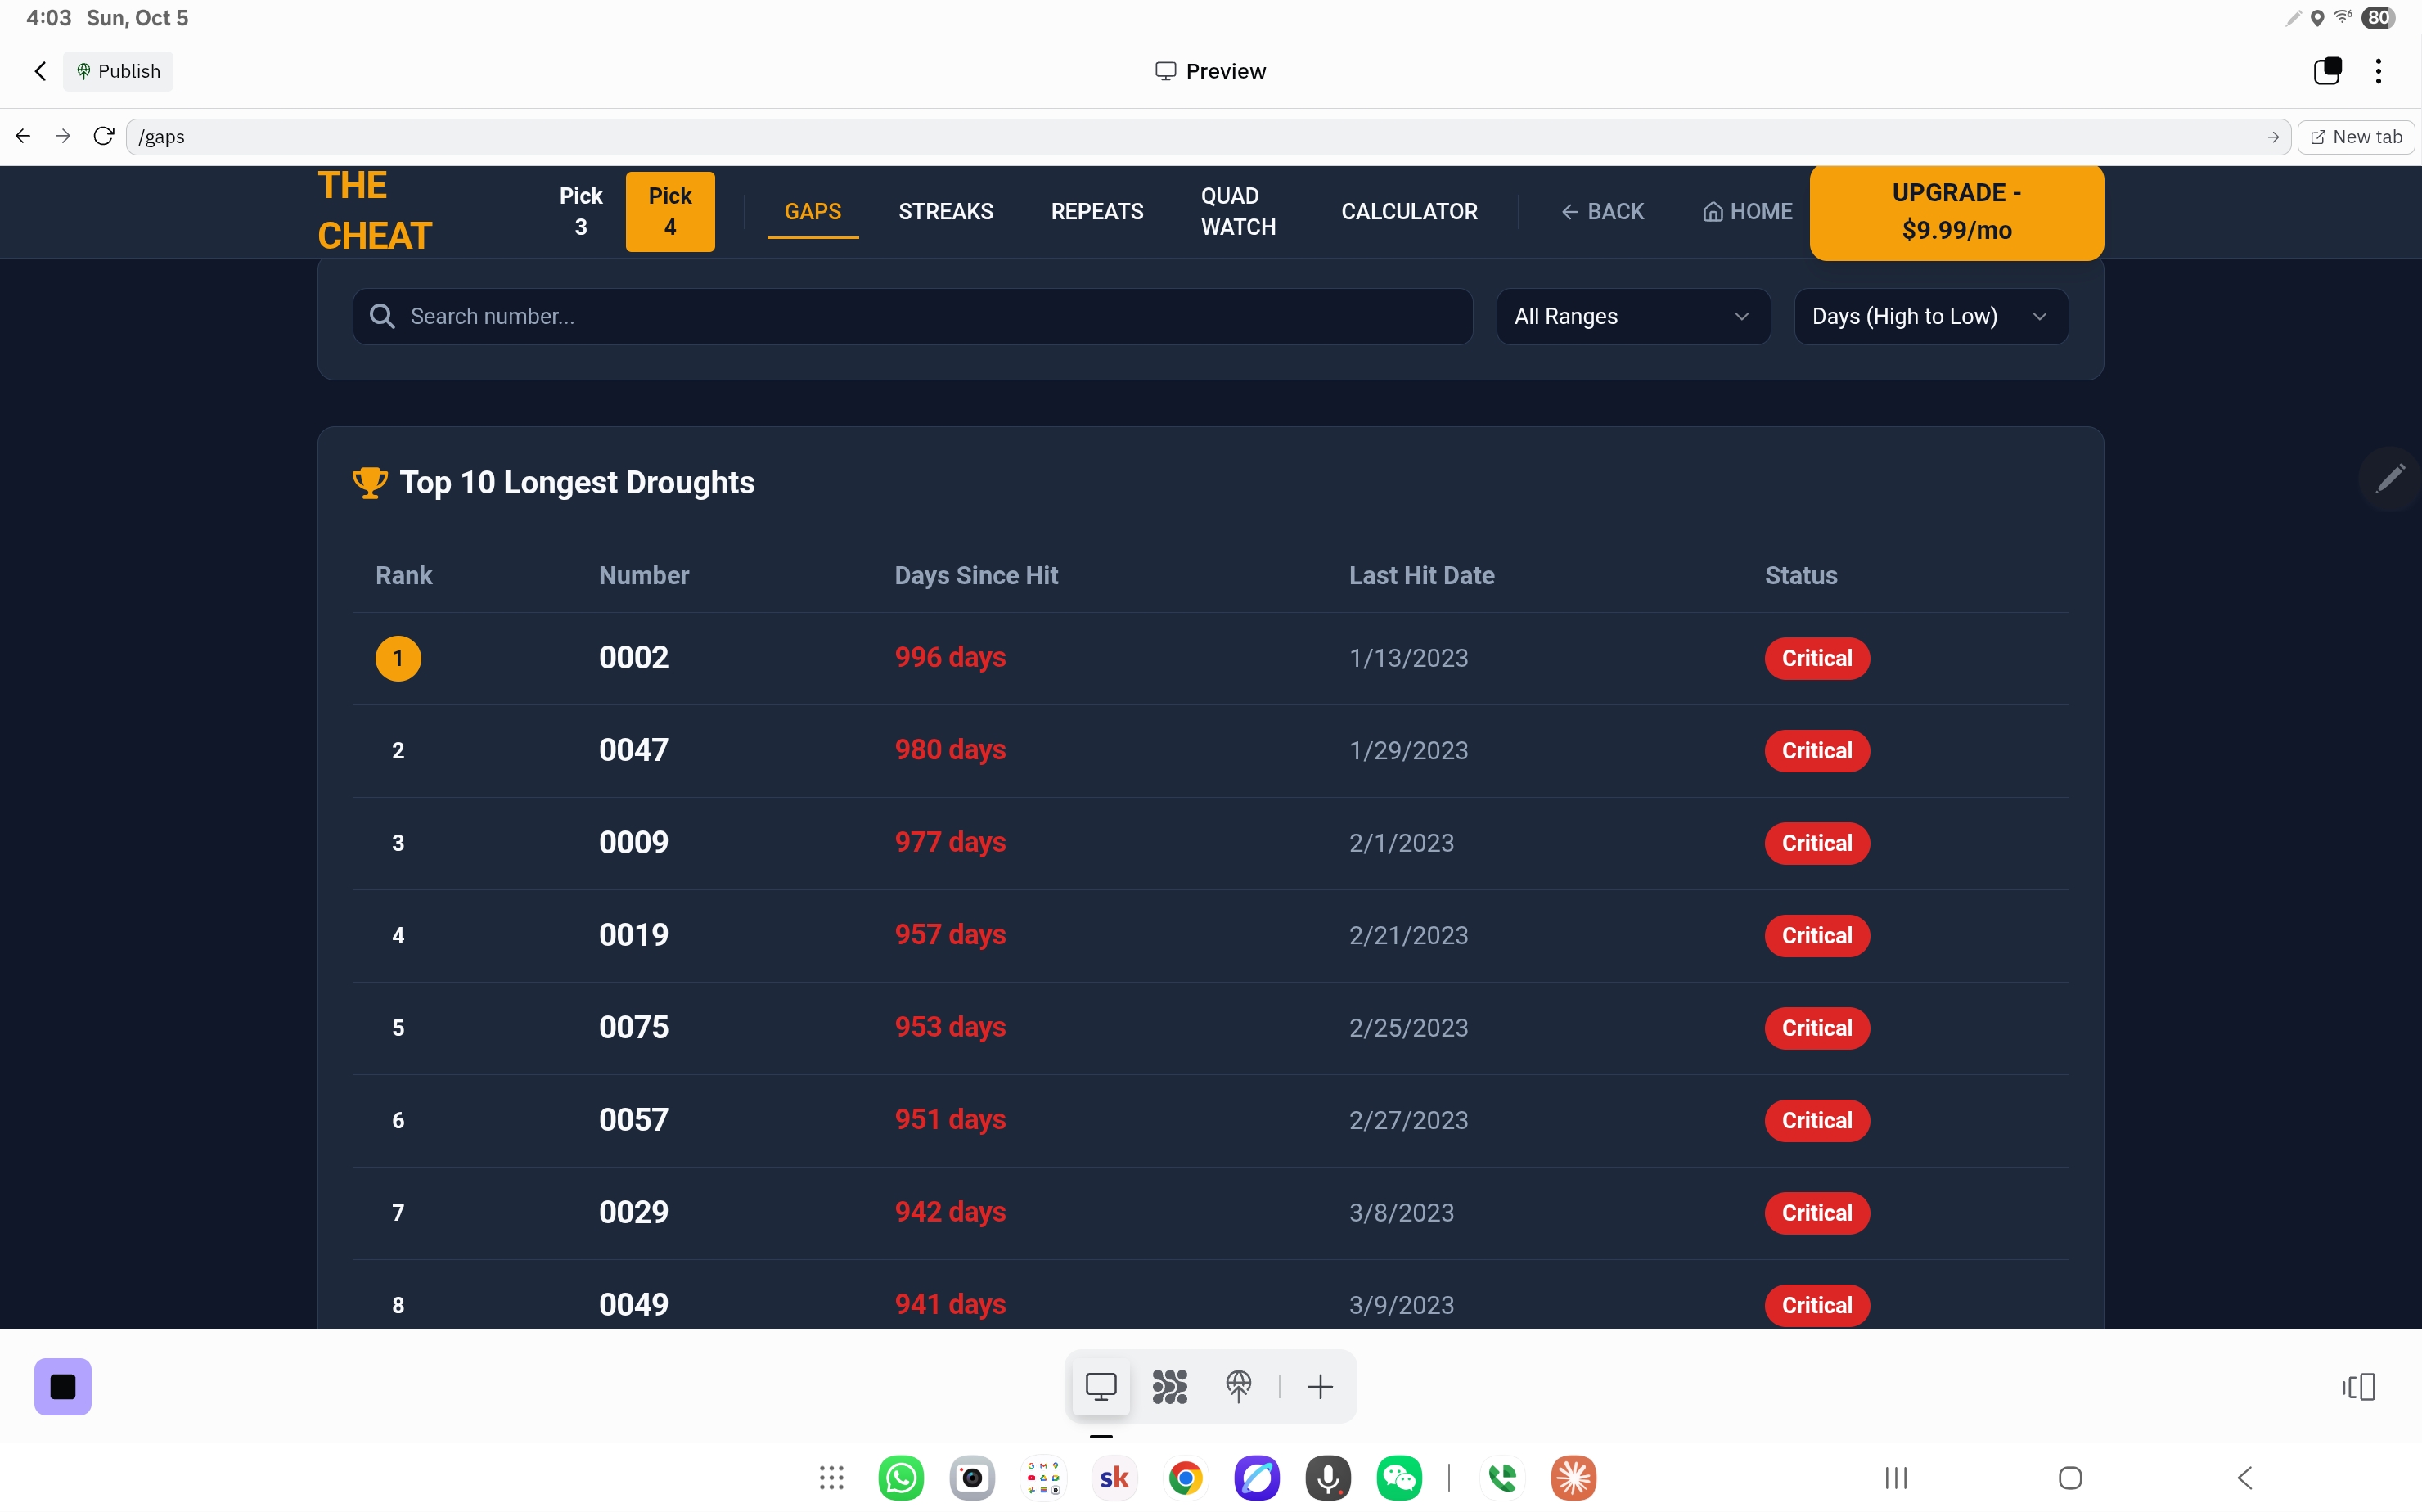 4:03 Sun, Oct 5
80
Publish
Preview
/gaps
New tab
THE
CHEAT
Pick
3
Pick
4
GAPS
STREAKS
REPEATS
QUAD
WATCH
CALCULATOR
BACK
HOME
UPGRADE -
$9.99/mo
Search number...
All Ranges
Days (High to Low)
Top 10 Longest Droughts
Rank Number Days Since Hit Last Hit Date Status
1 0002 996 days 1/13/2023 Critical
2 0047 980 days 1/29/2023 Critical
3 0009 977 days 2/1/2023 Critical
4 0019 957 days 2/21/2023 Critical
5 0075 953 days 2/25/2023 Critical
6 0057 951 days 2/27/2023 Critical
7 0029 942 days 3/8/2023 Critical
8 0049 941 days 3/9/2023 Critical
sk